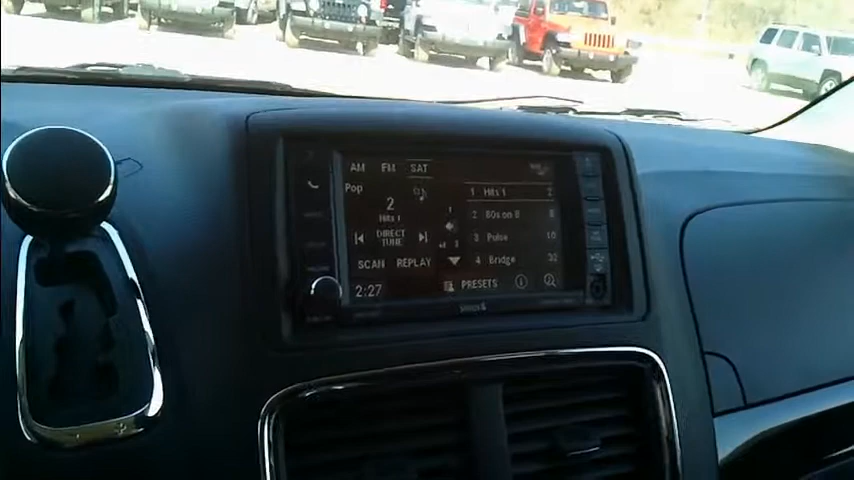 AM FM SAT
Pop
2
Hits 1
DIRECT
TUNE
SCAN REPLAY
2:27
1 Hits 1 2
2 80s on 8 8
3 Pulse 10
4 Bridge 32
PRESETS